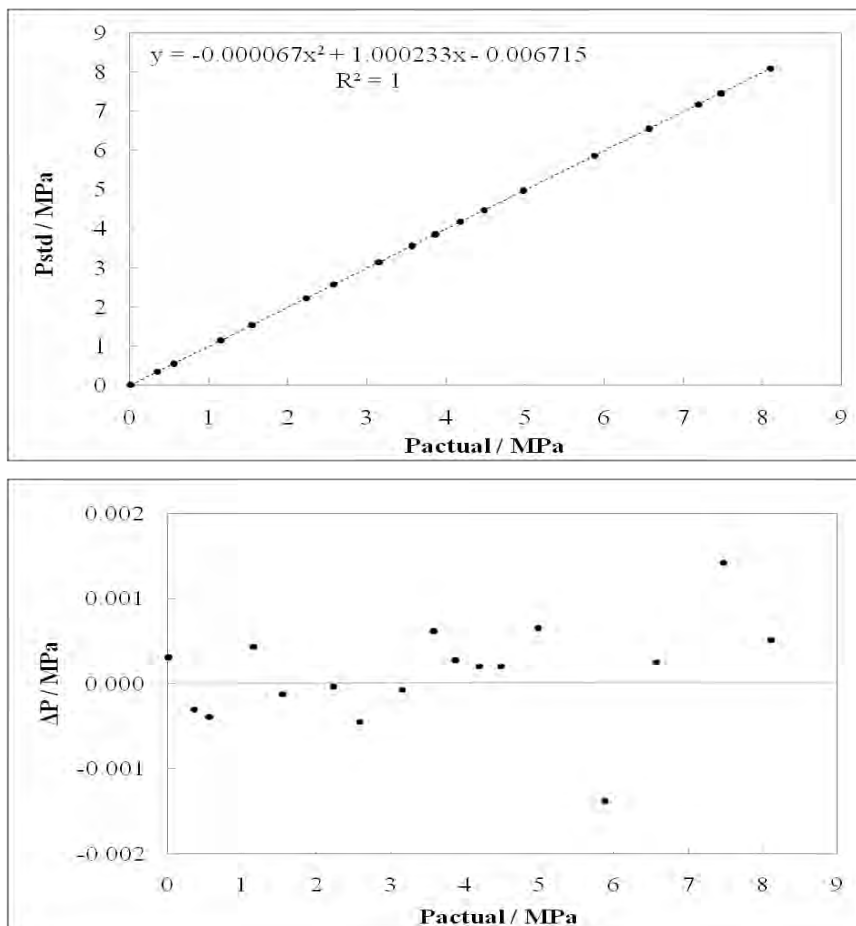 y = -0.000067x² + 1.000233x - 0.006715
R² = 1
9
8
7
6
5
4
3
2
1
0
Pstd / MPa
0 1 2 3 4 5 6 7 8 9
Pactual / MPa
0.002
0.001
0.000
-0.001
-0.002
ΔP / MPa
0 1 2 3 4 5 6 7 8 9
Pactual / MPa